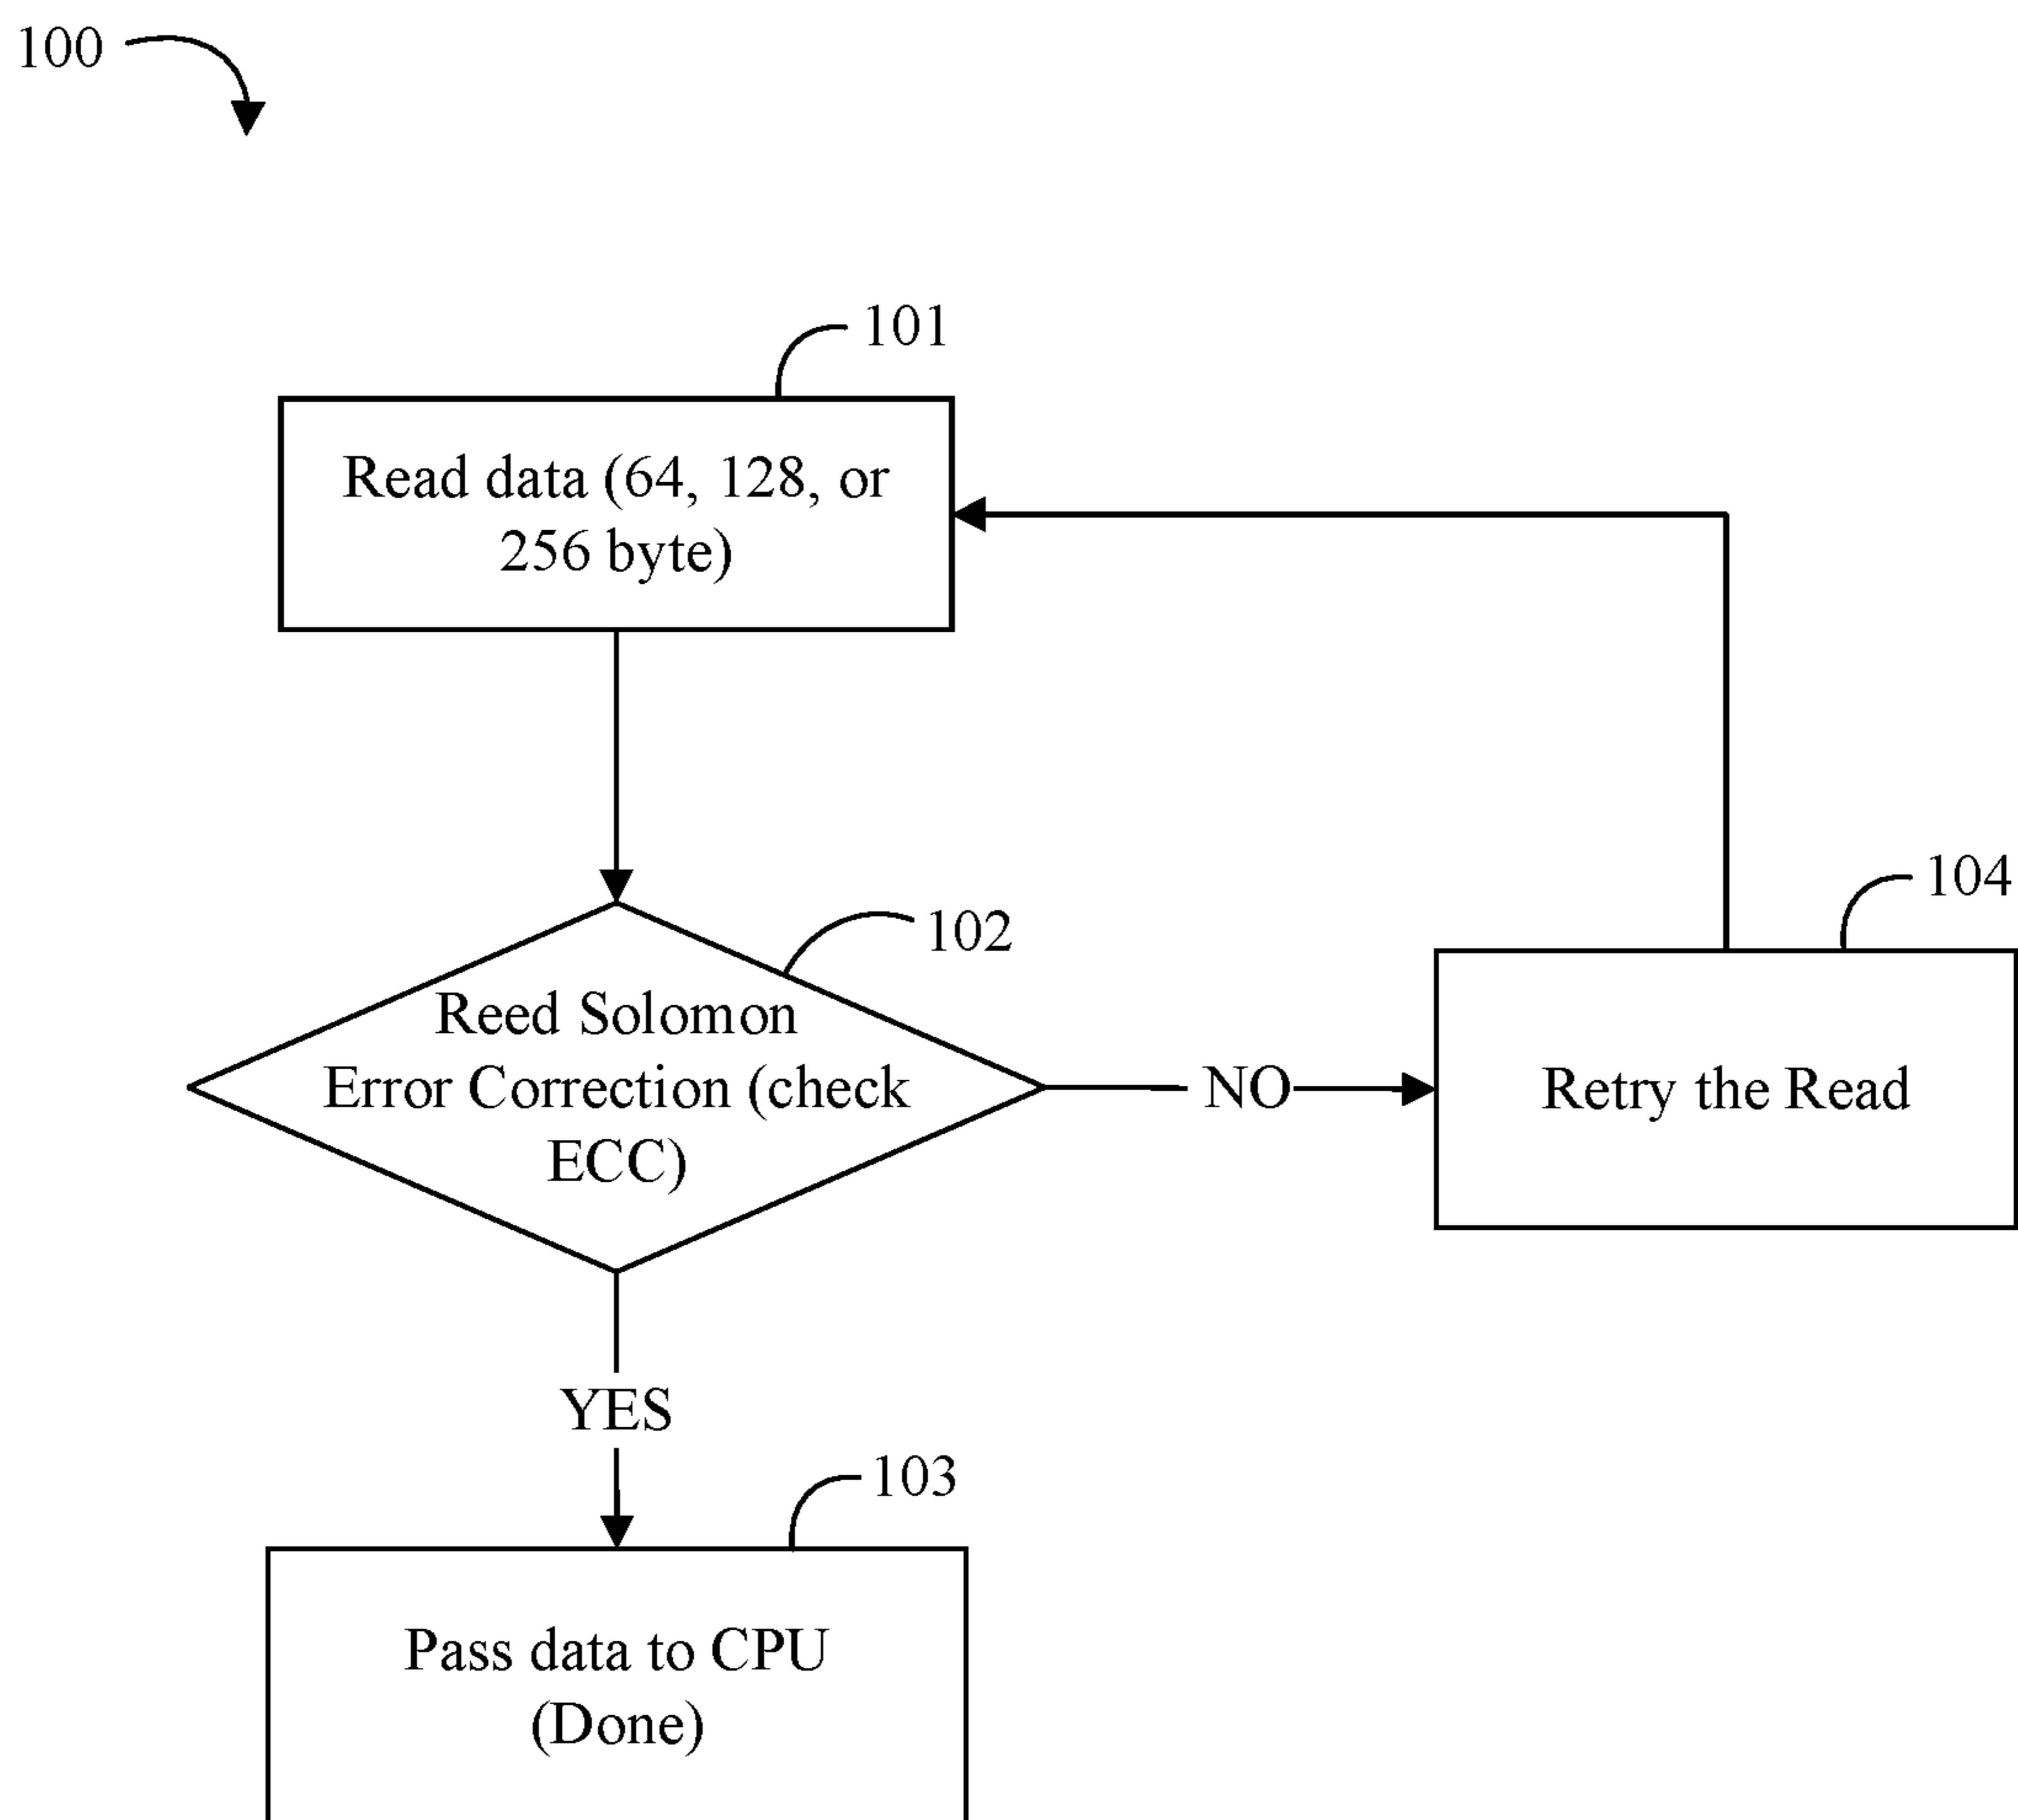 100
101
Read data (64, 128, or
256 byte)
104
102
Reed Solomon
Error Correction (check
ECC)
NO
Retry the Read
YES
103
Pass data to CPU
(Done)